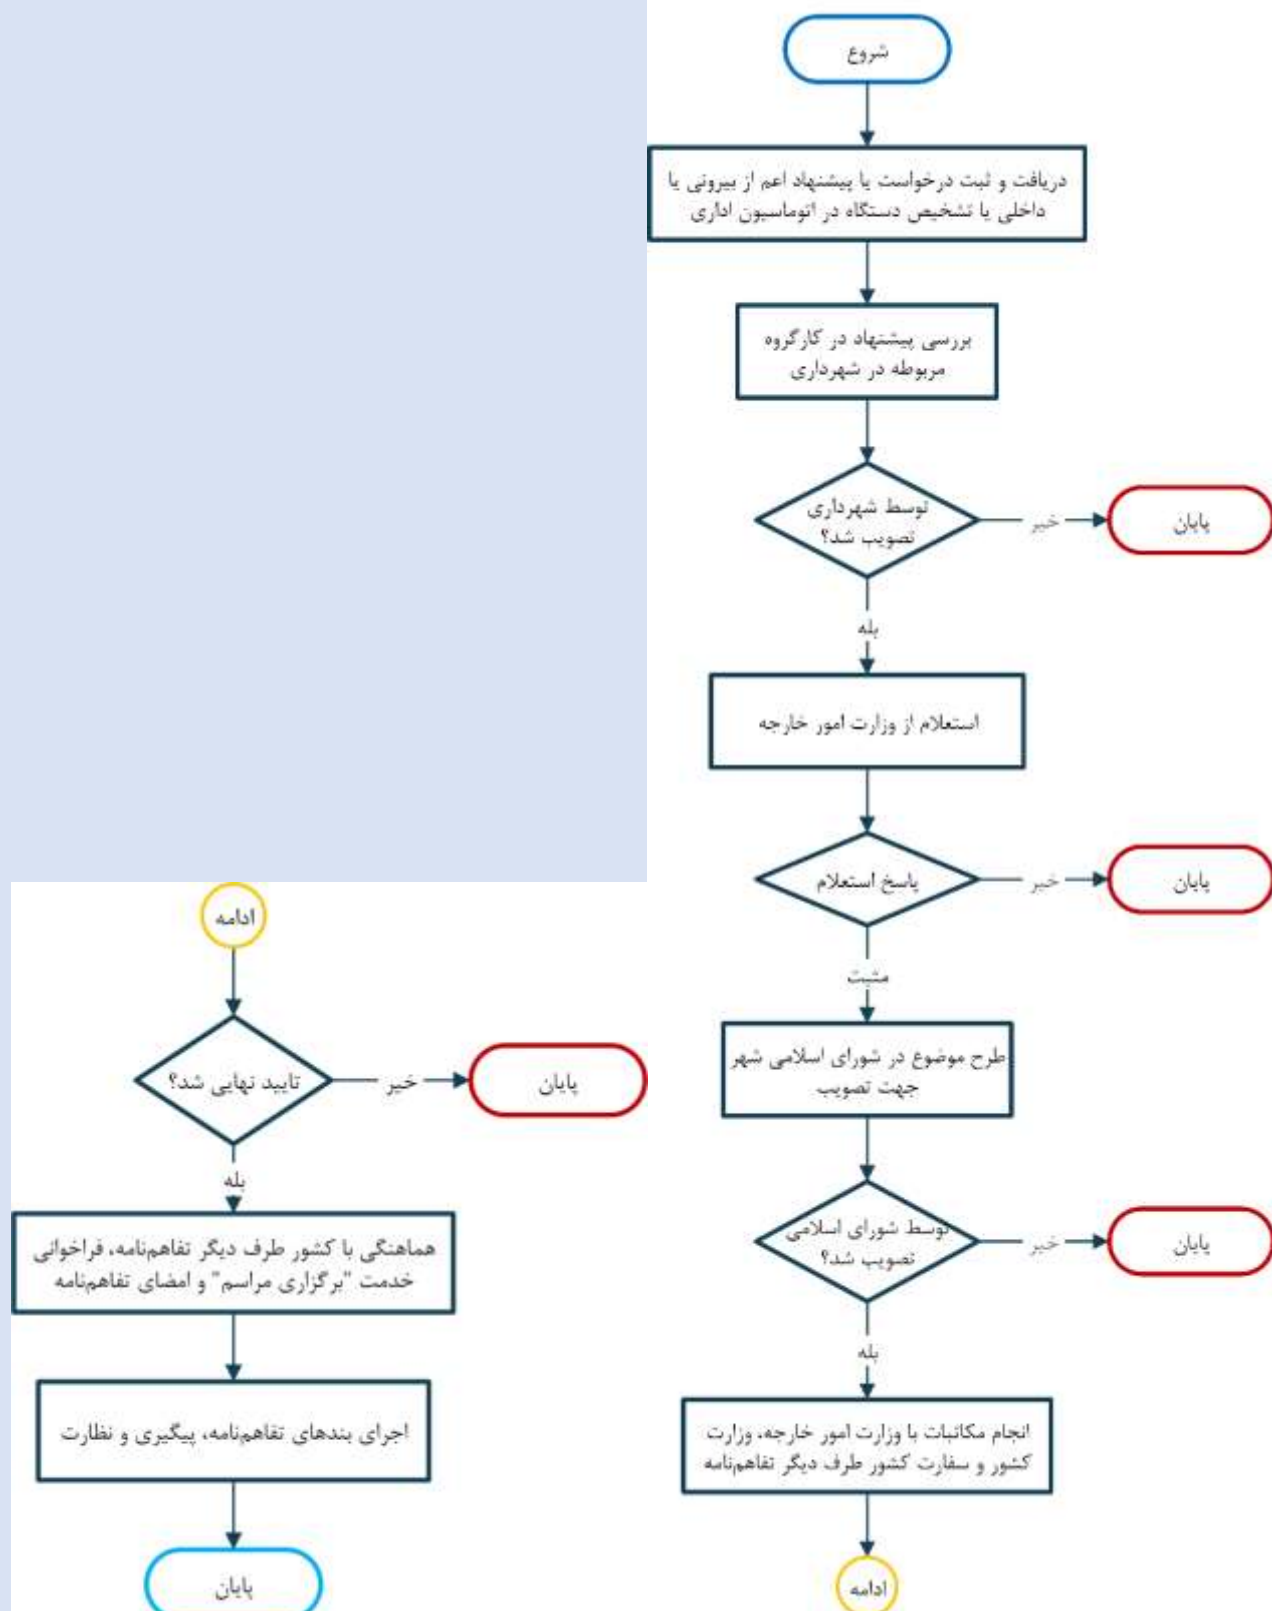 شروع
دریافت و ثبت درخواست یا پیشنهاد اعم از بیرونی یا
داخلی یا تشخیص دستگاه در اتوماسیون اداری
بررسی پیشنهاد در کارگروه
مربوطه در شهرداری
توسط شهرداری
تصویب شد؟
خیر
پایان
بله
استعلام از وزارت امور خارجه
پاسخ استعلام
خیر
پایان
مثبت
طرح موضوع در شورای اسلامی شهر
جهت تصویب
توسط شورای اسلامی
تصویب شد؟
خیر
پایان
بله
انجام مکاتبات با وزارت امور خارجه، وزارت
کشور و سفارت کشور طرف دیگر تفاهم‌نامه
ادامه
ادامه
تایید نهایی شد؟
خیر
پایان
بله
هماهنگی با کشور طرف دیگر تفاهم‌نامه، فراخوانی
خدمت "برگزاری مراسم" و امضای تفاهم‌نامه
اجرای بندهای تفاهم‌نامه، پیگیری و نظارت
پایان